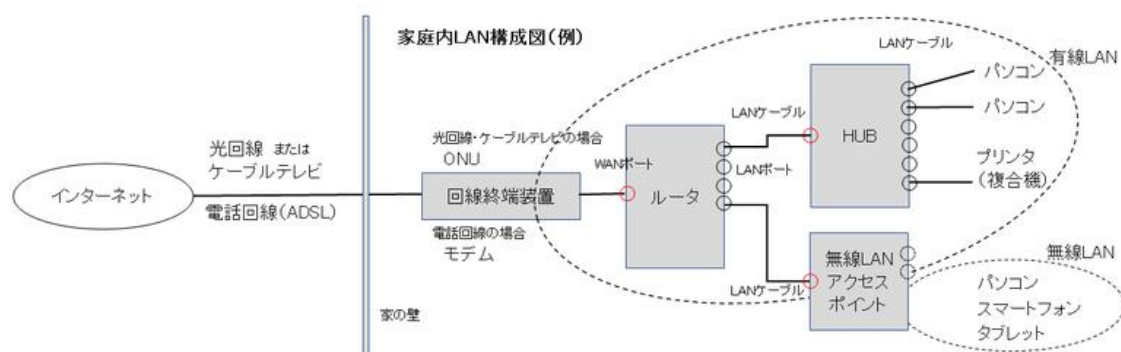 家庭内LAN構成図(例)
インターネット
光回線 または
ケーブルテレビ
電話回線(ADSL)
家の壁
光回線・ケーブルテレビの場合
ONU
回線終端装置
電話回線の場合
モデム
WANポート
ルータ
LANポート
LANケーブル
LANケーブル
HUB
LANケーブル
有線LAN
パソコン
パソコン
プリンタ
(複合機)
無線LAN
アクセス
ポイント
無線LAN
パソコン
スマートフォン
タブレット